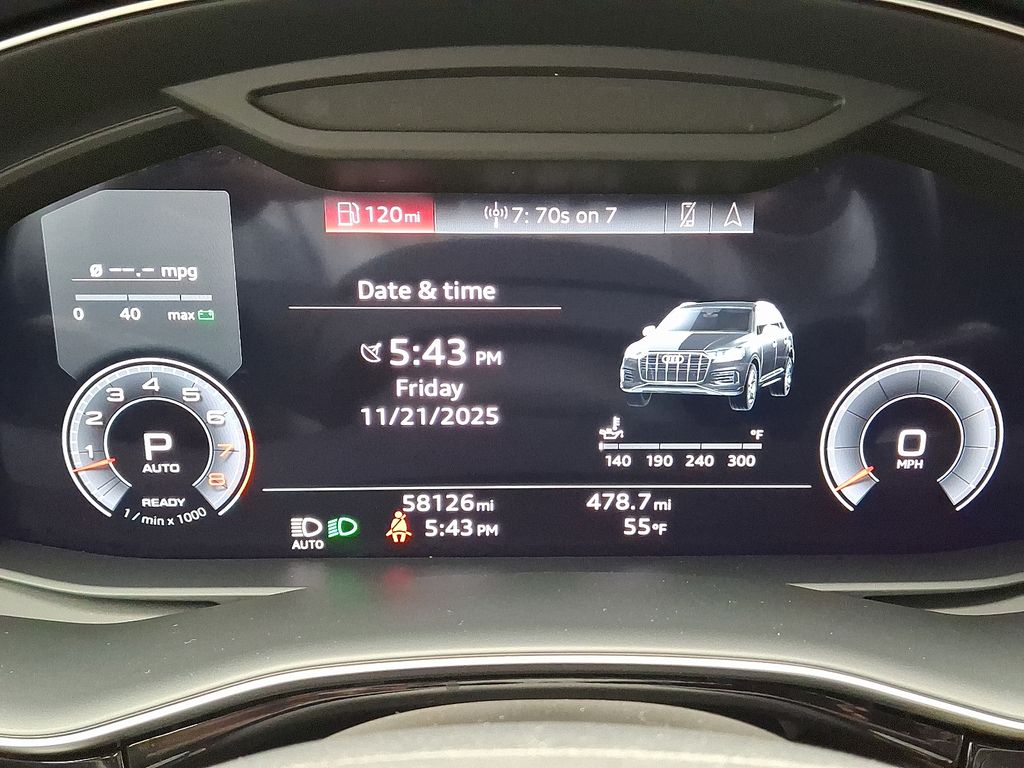 120mi
7: 70s on 7
Ø --.- mpg
0 40 max
Date & time
5:43 PM
Friday
11/21/2025
°F
140 190 240 300
1 2 3 4 5 6 7 8
P
AUTO
READY
1 / min x 1000
0
MPH
58126mi 478.7mi
AUTO
5:43 PM 55°F